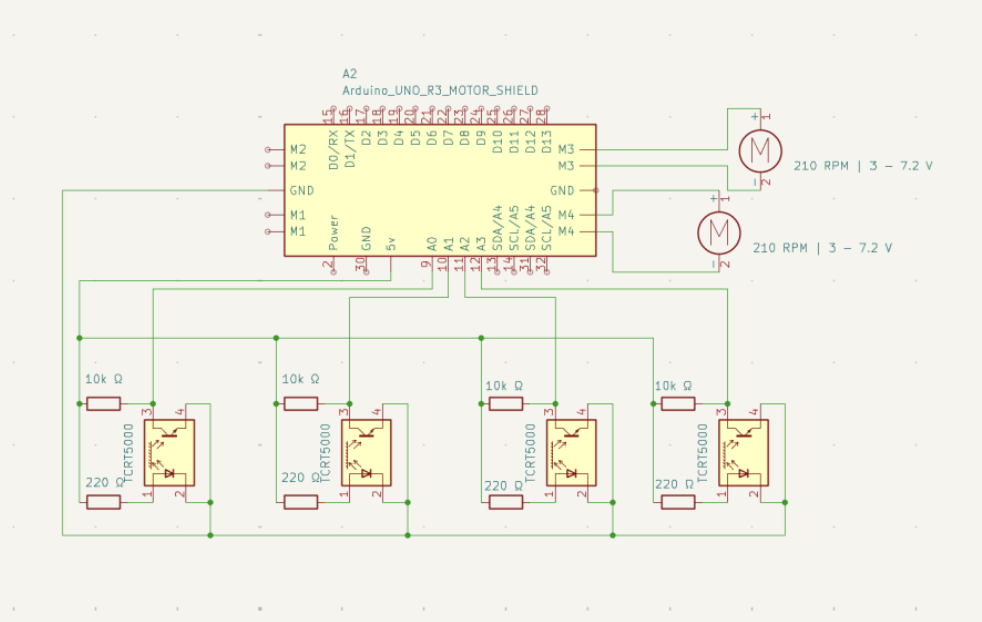 A2
Arduino_UNO_R3_MOTOR_SHIELD
15 16 17 18 19 20 21 22 23 24 25 26 27 28
D0/RX D1/TX D2 D3 D4 D5 D6 D7 D8 D9 D10 D11 D12 D13
M2 M3
M2 M3
GND GND
M1 M4
M1 M4
Power GND 5v A0 A1 A2 A3 SDA/A4 SCL/A5 SDA/A4 SCL/A5
2 30 9 10 11 12 13 14 31 32
+ 1
M
210 RPM | 3 – 7.2 V
– 2
+ 1
M
210 RPM | 3 – 7.2 V
– 2
10k Ω 10k Ω 10k Ω 10k Ω
3 4 3 4 3 4 3 4
TCRT5000 TCRT5000 TCRT5000 TCRT5000
220 Ω 220 Ω 220 Ω 220 Ω
1 2 1 2 1 2 1 2